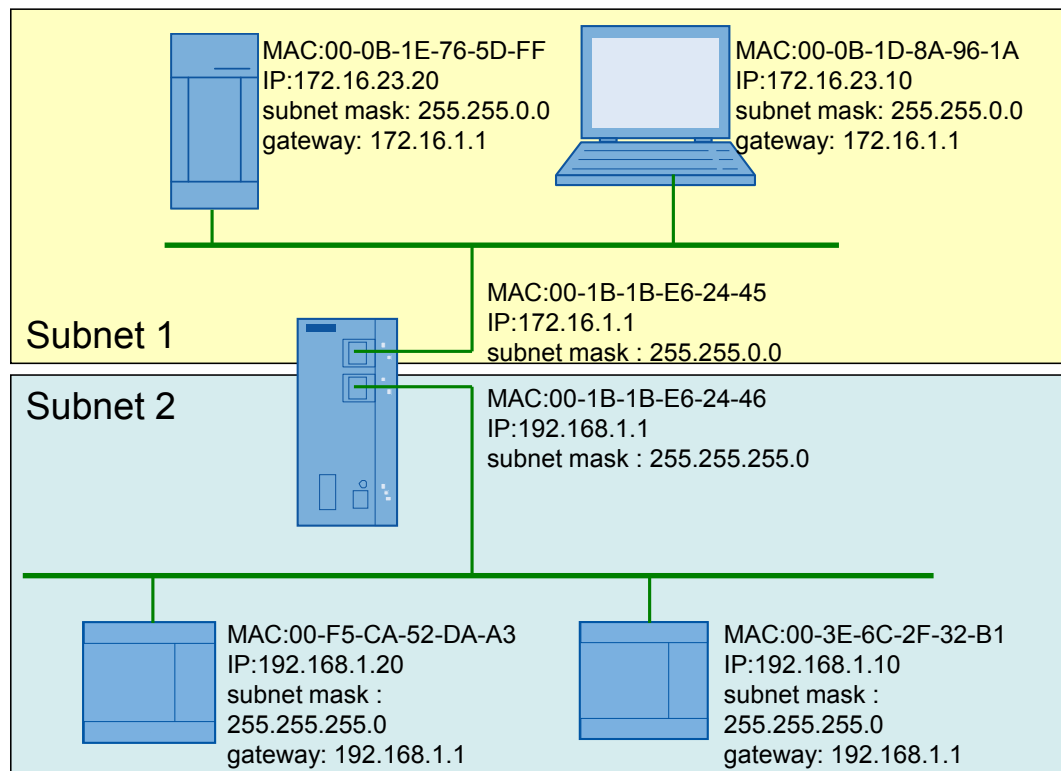 MAC:00-0B-1E-76-5D-FF
IP:172.16.23.20
subnet mask: 255.255.0.0
gateway: 172.16.1.1
MAC:00-0B-1D-8A-96-1A
IP:172.16.23.10
subnet mask: 255.255.0.0
gateway: 172.16.1.1
MAC:00-1B-1B-E6-24-45
IP:172.16.1.1
subnet mask : 255.255.0.0
Subnet 1
Subnet 2
MAC:00-1B-1B-E6-24-46
IP:192.168.1.1
subnet mask : 255.255.255.0
MAC:00-F5-CA-52-DA-A3
IP:192.168.1.20
subnet mask :
255.255.255.0
gateway: 192.168.1.1
MAC:00-3E-6C-2F-32-B1
IP:192.168.1.10
subnet mask :
255.255.255.0
gateway: 192.168.1.1